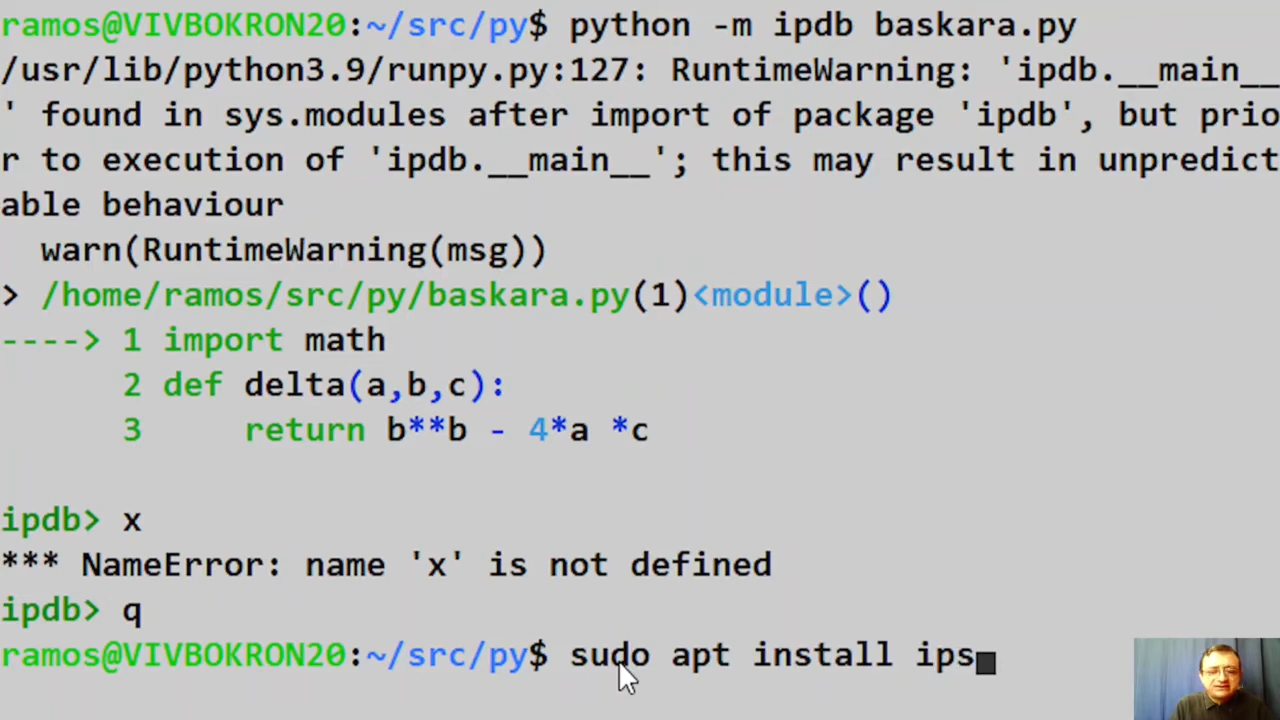 ramos@VIVBOKRON20:~/src/py$ python -m ipdb baskara.py
/usr/lib/python3.9/runpy.py:127: RuntimeWarning: 'ipdb.__main__
' found in sys.modules after import of package 'ipdb', but prio
r to execution of 'ipdb.__main__'; this may result in unpredict
able behaviour
  warn(RuntimeWarning(msg))
> /home/ramos/src/py/baskara.py(1)<module>()
----> 1 import math
      2 def delta(a,b,c):
      3     return b**b - 4*a *c
ipdb> x
*** NameError: name 'x' is not defined
ipdb> q
ramos@VIVBOKRON20:~/src/py$ sudo apt install ips